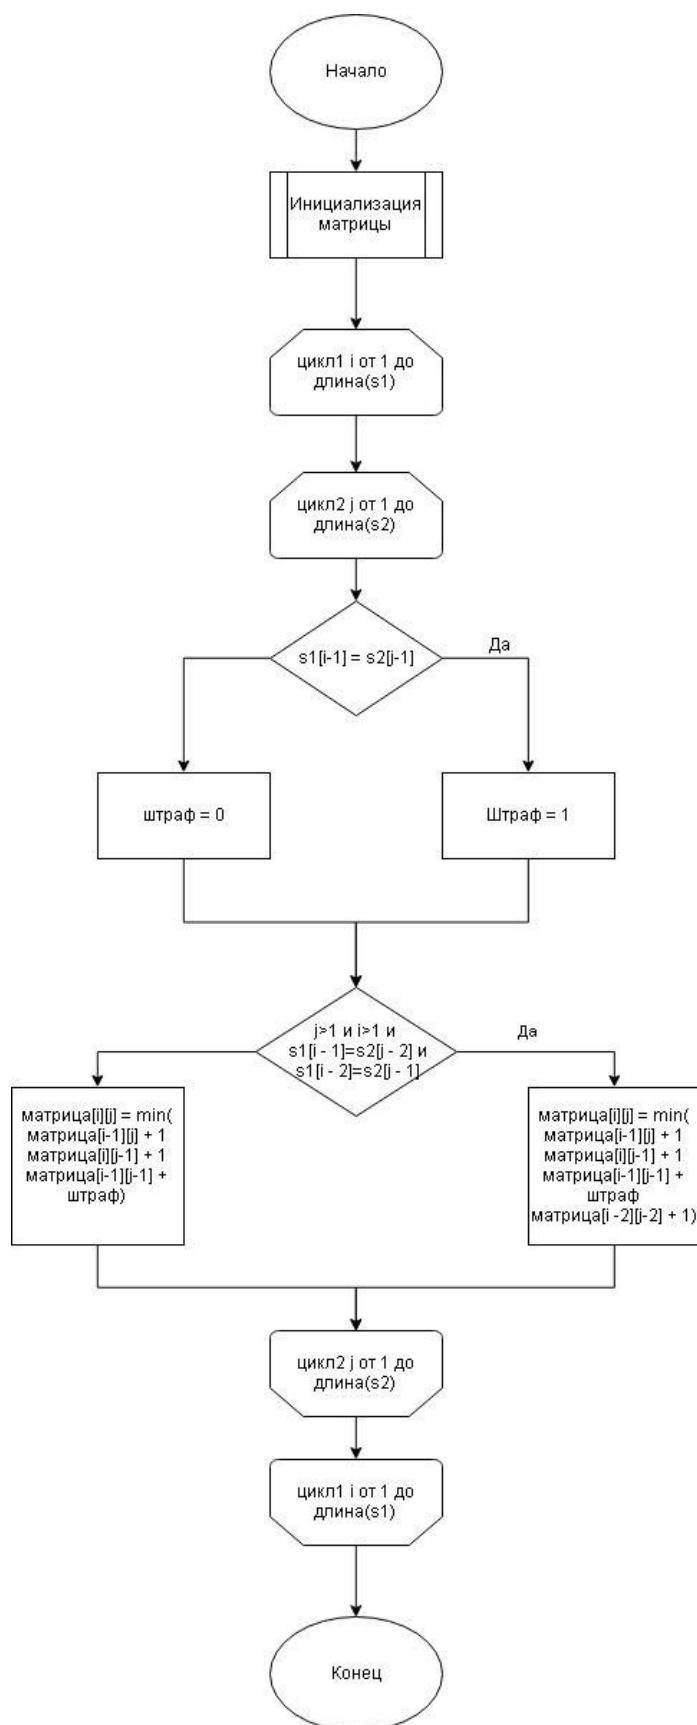 Начало
Инициализация
матрицы
цикл1 i от 1 до
длина(s1)
цикл2 j от 1 до
длина(s2)
s1[i-1] = s2[j-1]
Да
штраф = 0
Штраф = 1
j>1 и i>1 и
s1[i - 1]=s2[j - 2] и
s1[i - 2]=s2[j - 1]
Да
матрица[i][j] = min(
матрица[i-1][j] + 1
матрица[i][j-1] + 1
матрица[i-1][j-1] +
штраф)
матрица[i][j] = min(
матрица[i-1][j] + 1
матрица[i][j-1] + 1
матрица[i-1][j-1] +
штраф
матрица[i -2][j-2] + 1)
цикл2 j от 1 до
длина(s2)
цикл1 i от 1 до
длина(s1)
Конец